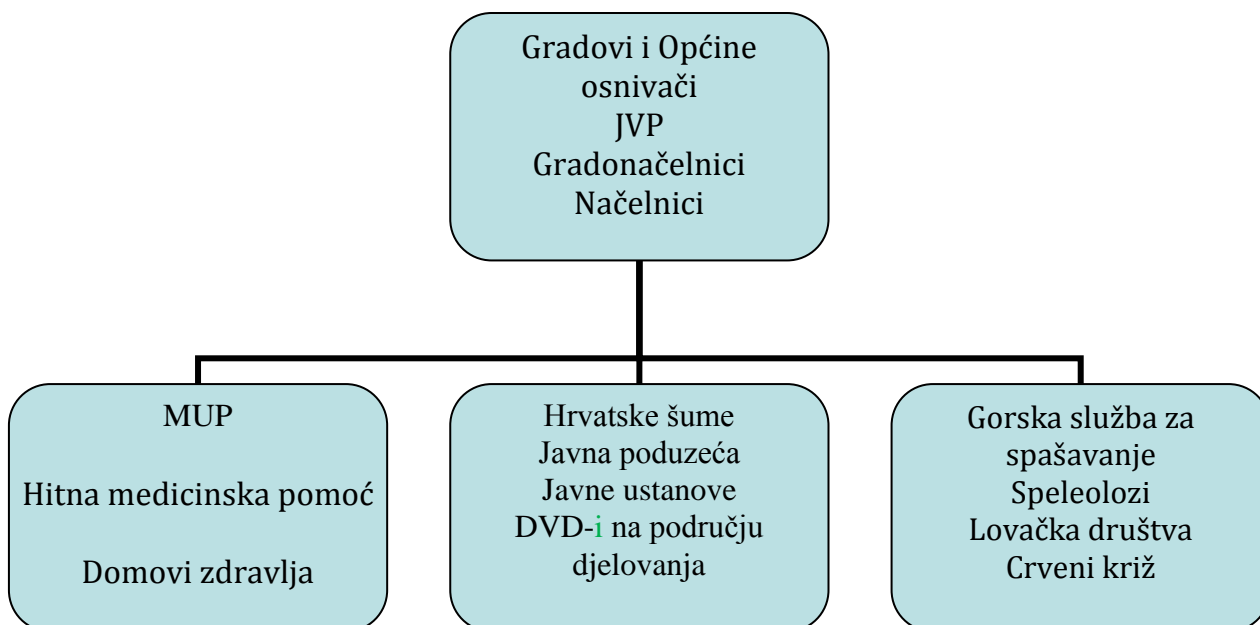 Gradovi i Općine
osnivači
JVP
Gradonačelnici
Načelnici
MUP
Hitna medicinska pomoć
Domovi zdravlja
Hrvatske šume
Javna poduzeća
Javne ustanove
DVD-i na području
djelovanja
Gorska služba za
spašavanje
Speleolozi
Lovačka društva
Crveni križ